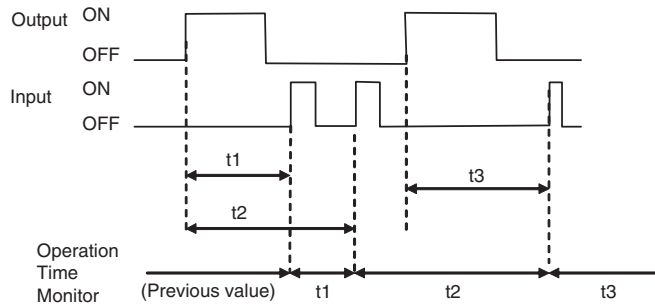 Output ON
OFF
Input ON
OFF
t1
t3
t2
Operation
Time
Monitor (Previous value) t1 t2 t3